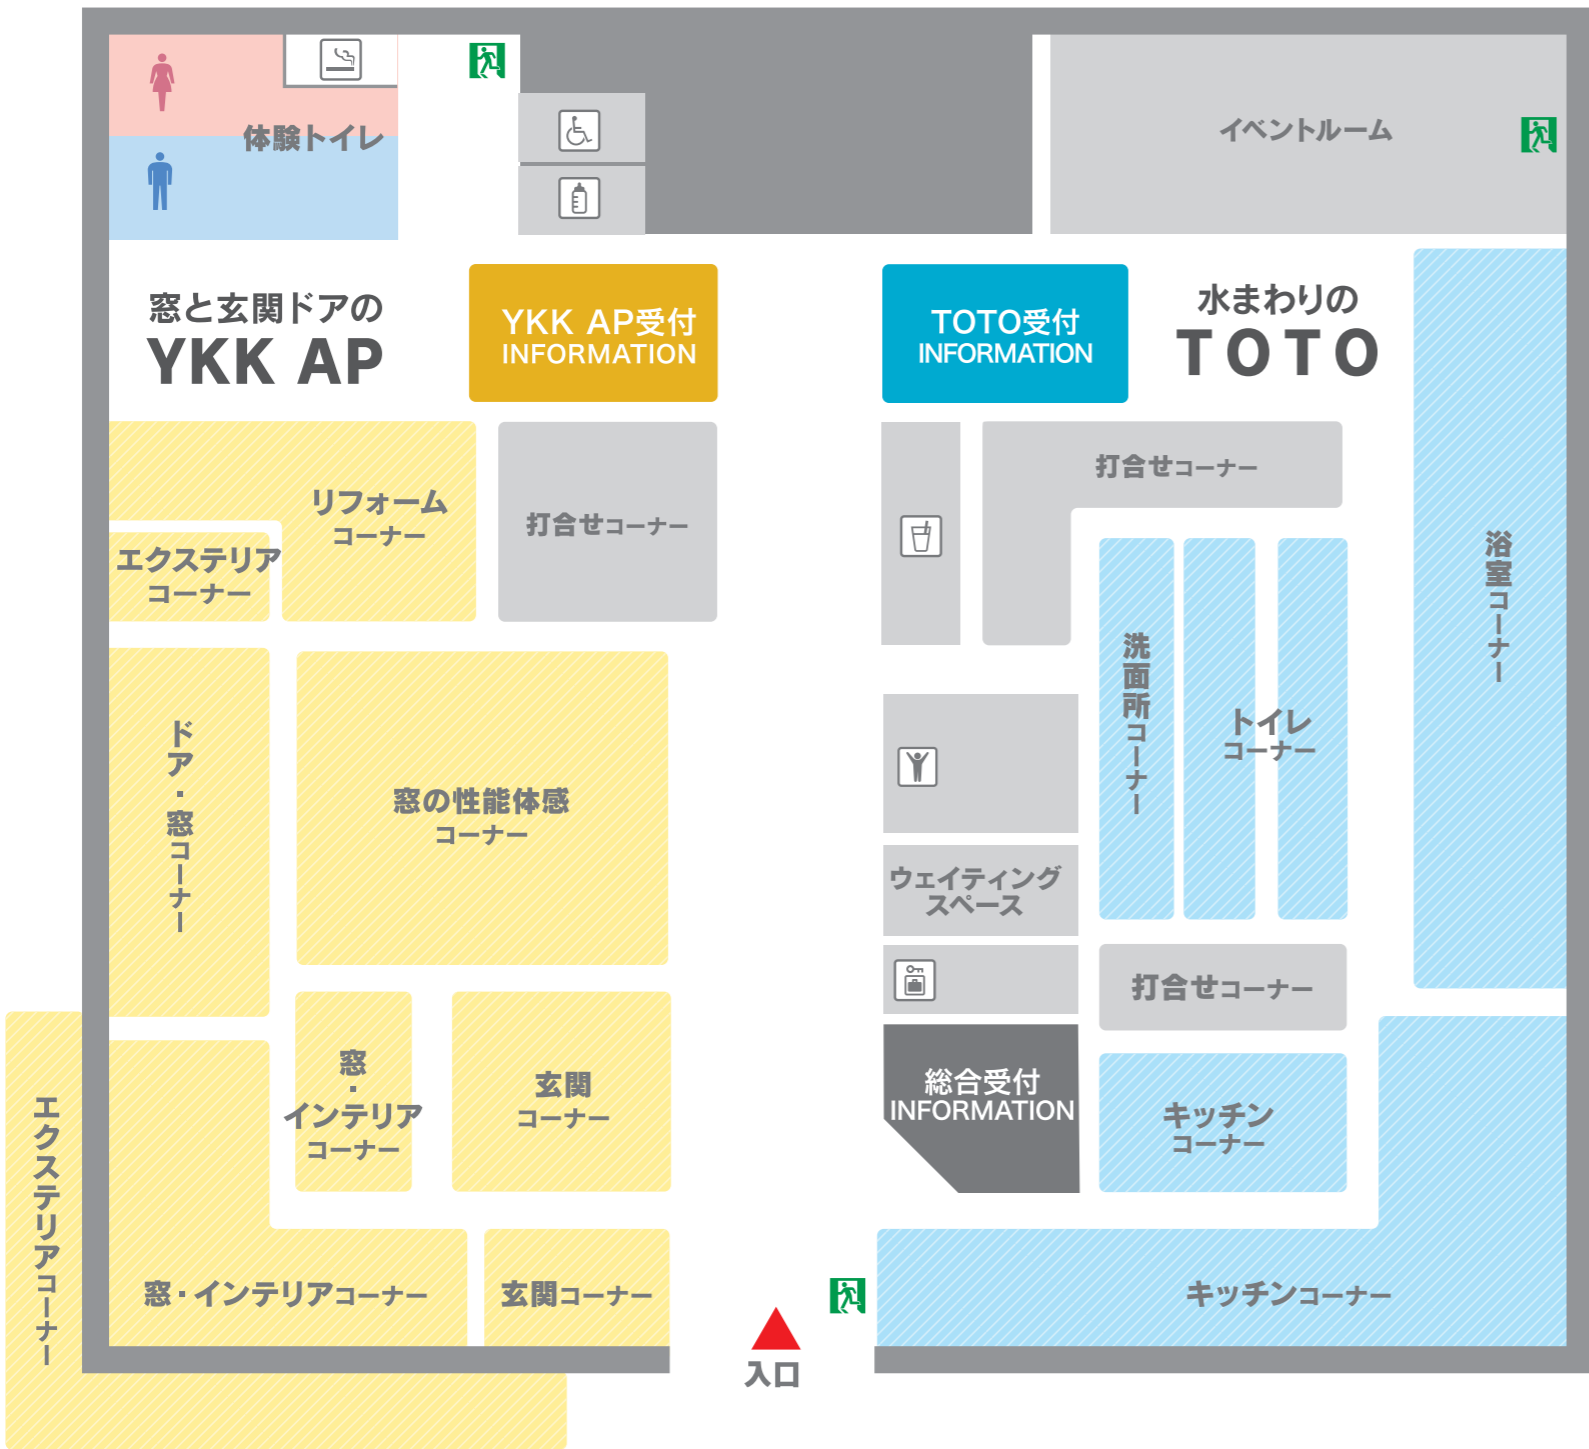 体験トイレ
イベントルーム
窓と玄関ドアの
YKK AP
YKK AP受付
INFORMATION
TOTO受付
INFORMATION
水まわりの
TOTO
リフォーム
コーナー
エクステリア
コーナー
打合せコーナー
打合せコーナー
浴室コーナー
洗面所コーナー
トイレ
コーナー
ドア・窓コーナー
窓の性能体感
コーナー
ウェイティング
スペース
打合せコーナー
窓・
インテリア
コーナー
玄関
コーナー
総合受付
INFORMATION
キッチン
コーナー
エクステリアコーナー
窓・インテリアコーナー
玄関コーナー
キッチンコーナー
入口